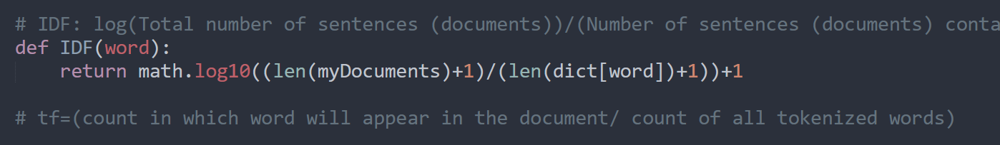 # IDF: log(Total number of sentences (documents))/(Number of sentences (documents) conta
def IDF(word):
    return math.log10((len(myDocuments)+1)/(len(dict[word])+1))+1
# tf=(count in which word will appear in the document/ count of all tokenized words)